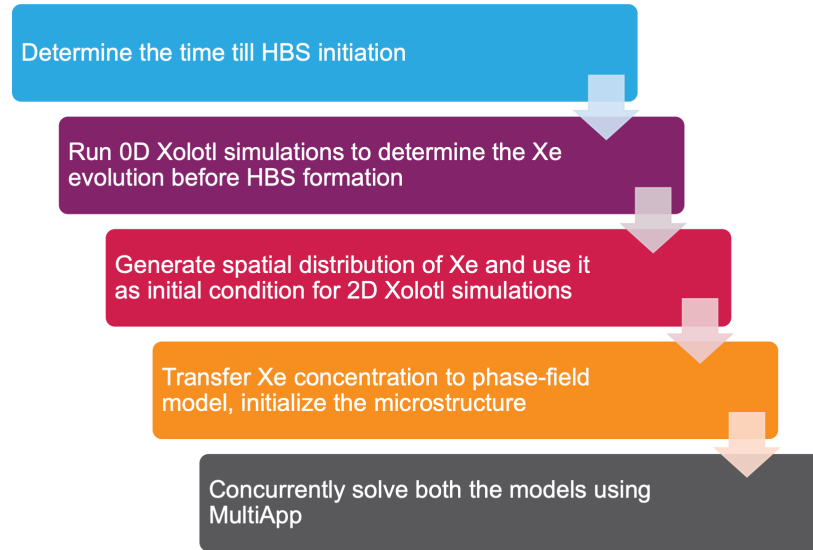 Determine the time till HBS initiation
Run 0D Xolotl simulations to determine the Xe
evolution before HBS formation
Generate spatial distribution of Xe and use it
as initial condition for 2D Xolotl simulations
Transfer Xe concentration to phase-field
model, initialize the microstructure
Concurrently solve both the models using
MultiApp